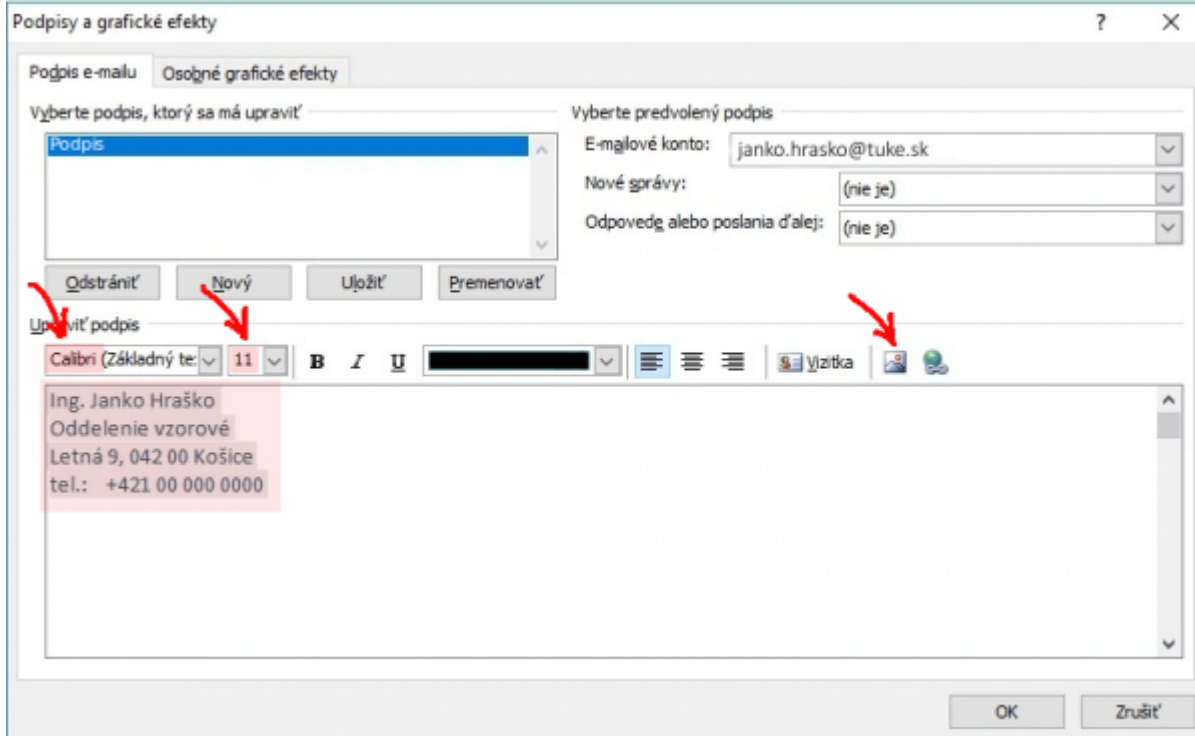 Podpisy a grafické efekty
Podpis e-mailu Osobné grafické efekty
Vyberte podpis, ktorý sa má upraviť
Podpis
Odstrániť Nový Uložiť Premenovať
Vyberte predvolený podpis
E-mailové konto: janko.hrasko@tuke.sk
Nové správy: (nie je)
Odpovede alebo poslania ďalej: (nie je)
Upraviť podpis
Calibri (Základný te: 11 B I U Vizitka
Ing. Janko Hraško
Oddelenie vzorové
Letná 9, 042 00 Košice
tel.: +421 00 000 0000
OK Zrušiť